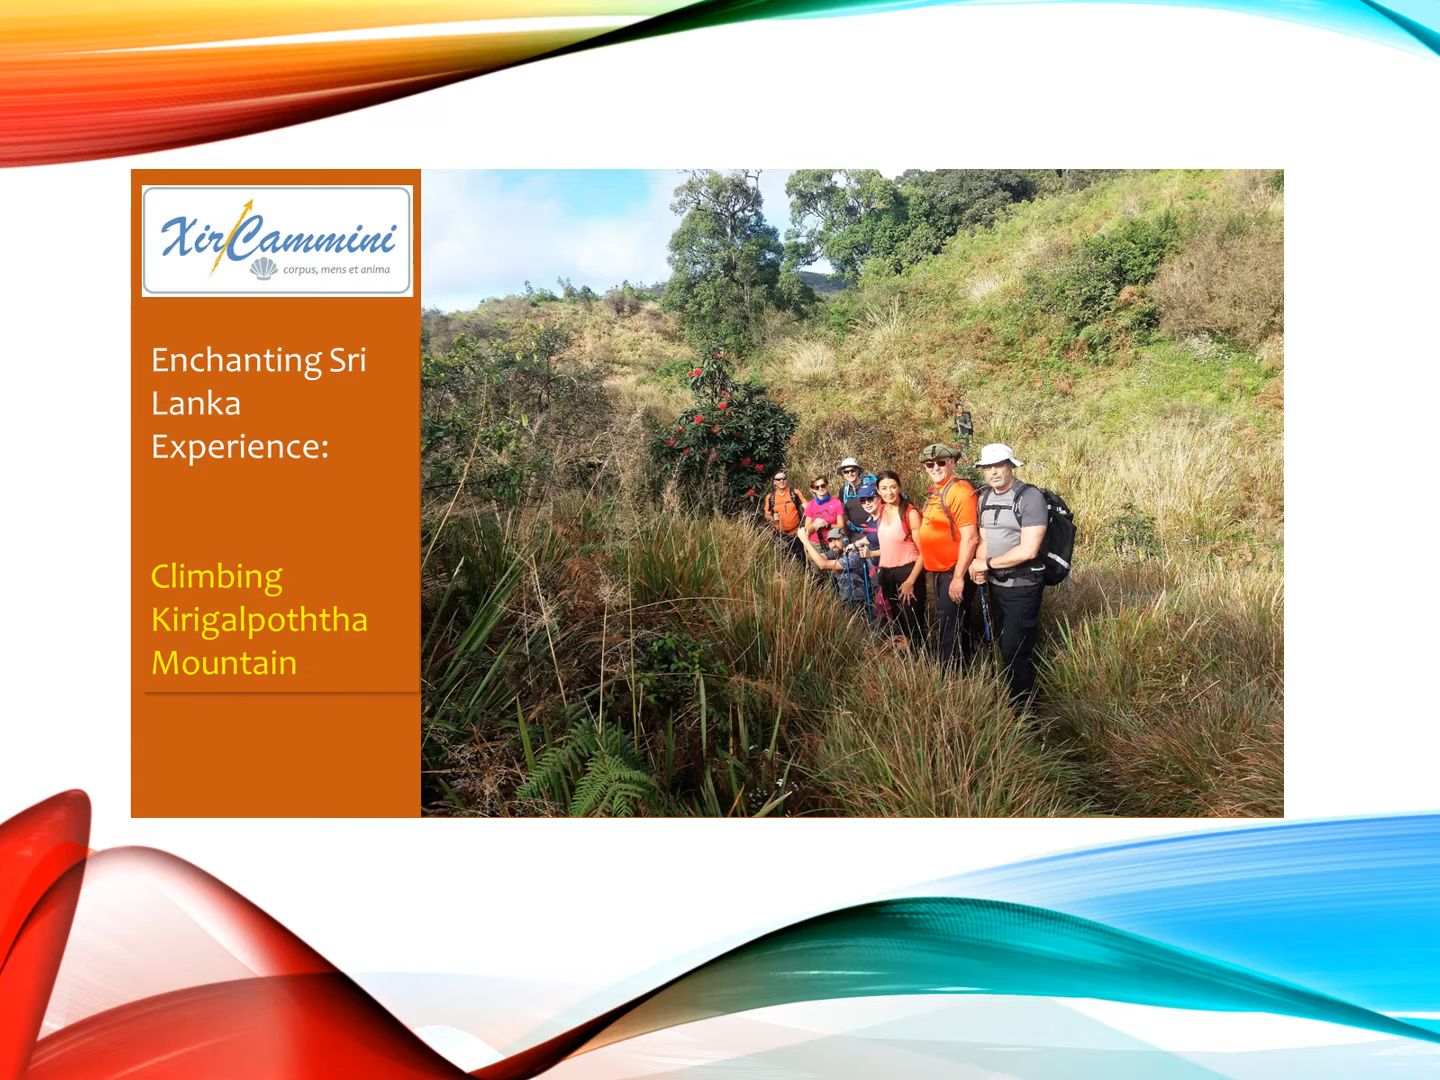 XirCammini
corpus, mens et anima
Enchanting Sri
Lanka
Experience:
Climbing
Kirigalpoththa
Mountain